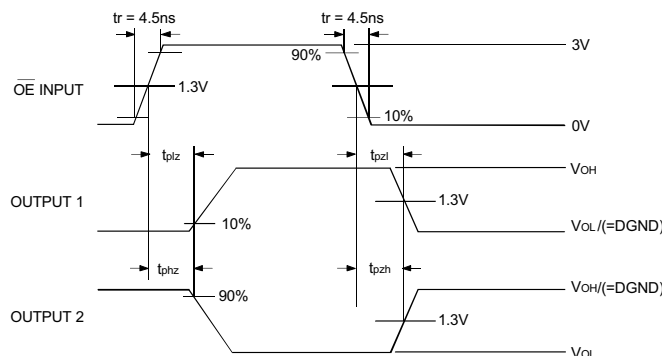 tr = 4.5ns
tr = 4.5ns
3V
90%
OE INPUT
1.3V
10%
0V
tplz
tpzl
VOH
OUTPUT 1
1.3V
10%
VOL/(=DGND)
tphz
tpzh
90%
VOH/(=DGND)
OUTPUT 2
1.3V
VOL